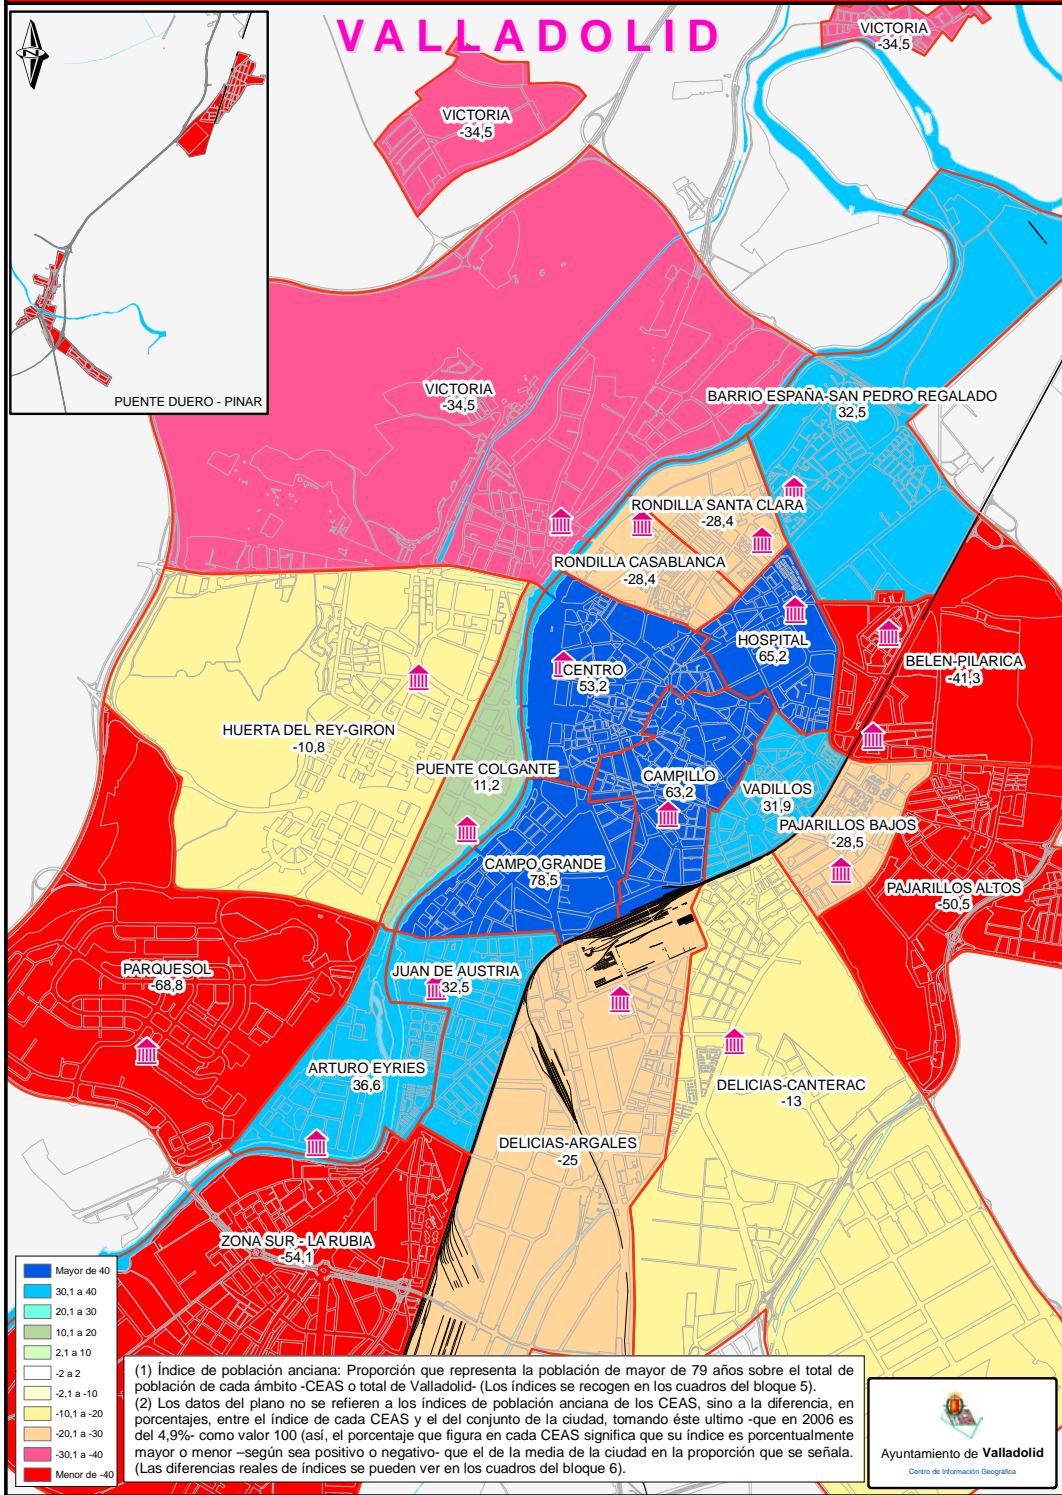 VALLADOLID
VICTORIA
-34,5
VICTORIA
-34,5
PUENTE DUERO - PINAR
VICTORIA
-34,5
BARRIO ESPAÑA-SAN PEDRO REGALADO
32,5
RONDILLA SANTA CLARA
-28,4
RONDILLA CASABLANCA
-28,4
HOSPITAL
65,2
BELEN-PILARICA
-41,3
CENTRO
53,2
HUERTA DEL REY-GIRON
-10,8
PUENTE COLGANTE
11,2
CAMPILLO
63,2
VADILLOS
31,9
PAJARILLOS BAJOS
-28,5
CAMPO GRANDE
78,5
PAJARILLOS ALTOS
-50,5
PARQUESOL
-68,8
JUAN DE AUSTRIA
32,5
ARTURO EYRIES
36,6
DELICIAS-CANTERAC
-13
DELICIAS-ARGALES
-25
ZONA SUR - LA RUBIA
-54,1
Mayor de 40
30,1 a 40
20,1 a 30
10,1 a 20
2,1 a 10
-2 a 2
-2,1 a -10
-10,1 a -20
-20,1 a -30
-30,1 a -40
Menor de -40
(1) Índice de población anciana: Proporción que representa la población de mayor de 79 años sobre el total de
población de cada ámbito -CEAS o total de Valladolid- (Los índices se recogen en los cuadros del bloque 5).
(2) Los datos del plano no se refieren a los índices de población anciana de los CEAS, sino a la diferencia, en
porcentajes, entre el índice de cada CEAS y el del conjunto de la ciudad, tomando éste ultimo -que en 2006 es
del 4,9%- como valor 100 (así, el porcentaje que figura en cada CEAS significa que su índice es porcentualmente
mayor o menor –según sea positivo o negativo- que el de la media de la ciudad en la proporción que se señala.
(Las diferencias reales de índices se pueden ver en los cuadros del bloque 6).
Ayuntamiento de Valladolid
Centro de Información Geográfica